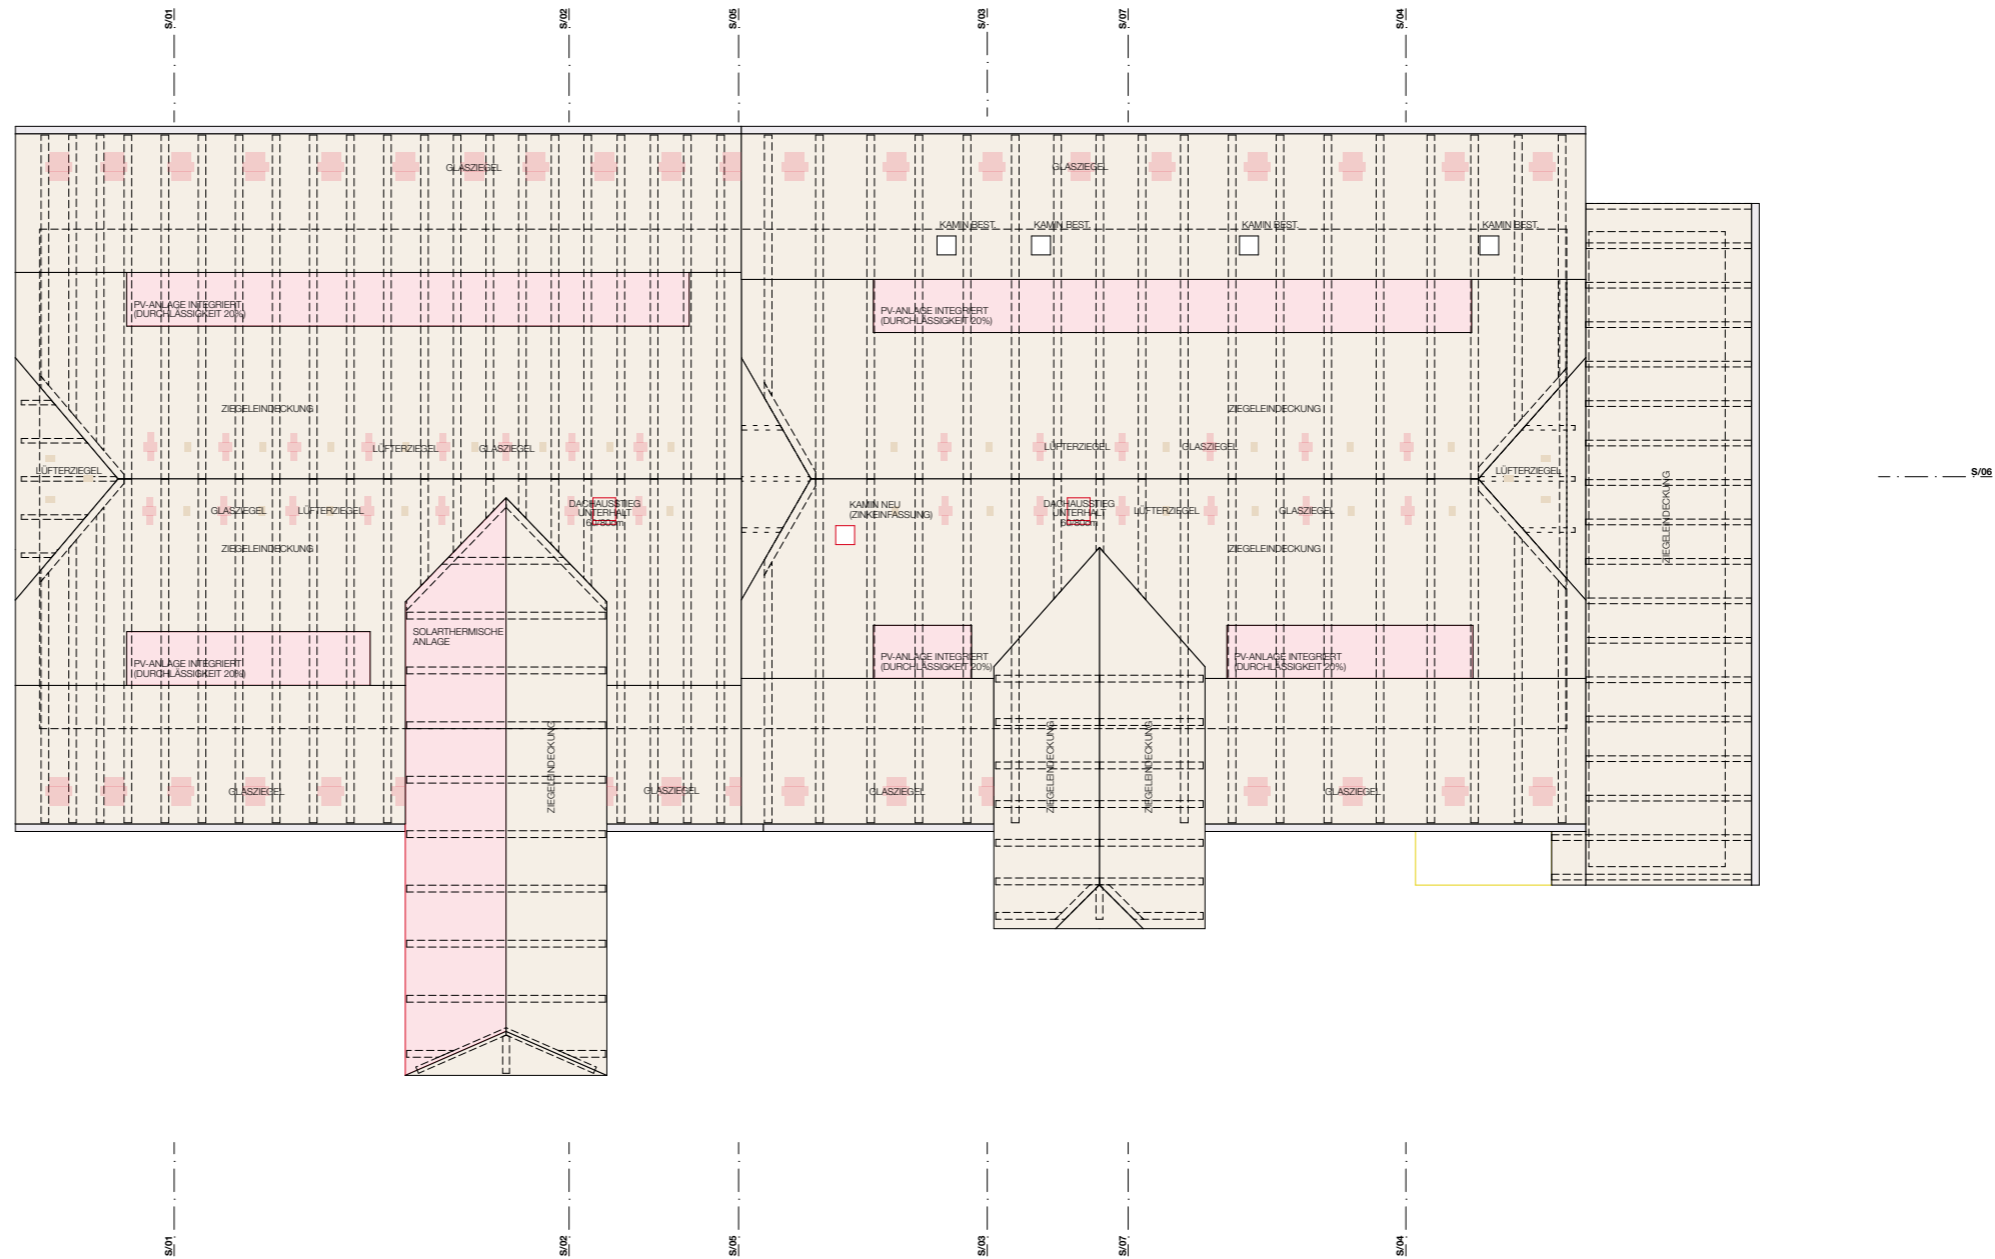 S/01
S/02
S/05
S/03
S/07
S/04
GLASZIEGEL
GLASZIEGEL
KAMIN BEST.
KAMIN BEST.
KAMIN BEST.
KAMIN BEST.
PV-ANLAGE INTEGRIERT
(DURCHLÄSSIGKEIT 20%)
PV-ANLAGE INTEGRIERT
(DURCHLÄSSIGKEIT 20%)
ZIEGELEINDECKUNG
ZIEGELEINDECKUNG
LÜFTERZIEGEL
GLASZIEGEL
LÜFTERZIEGEL
GLASZIEGEL
LÜFTERZIEGEL
LÜFTERZIEGEL
S/06
GLASZIEGEL
LÜFTERZIEGEL
DACHAUSSTIEG
UNTERHALT
KAMIN NEU
(ZINKEINFASSUNG)
DACHAUSSTIEG
UNTERHALT
LÜFTERZIEGEL
GLASZIEGEL
ZIEGELEINDECKUNG
ZIEGELEINDECKUNG
ZIEGELEINDECKUNG
SOLARTHERMISCHE
ANLAGE
PV-ANLAGE INTEGRIERT
(DURCHLÄSSIGKEIT 20%)
PV-ANLAGE INTEGRIERT
(DURCHLÄSSIGKEIT 20%)
PV-ANLAGE INTEGRIERT
(DURCHLÄSSIGKEIT 20%)
ZIEGELEINDECKUNG
ZIEGELEINDECKUNG
ZIEGELEINDECKUNG
GLASZIEGEL
GLASZIEGEL
GLASZIEGEL
GLASZIEGEL
S/01
S/02
S/05
S/03
S/07
S/04